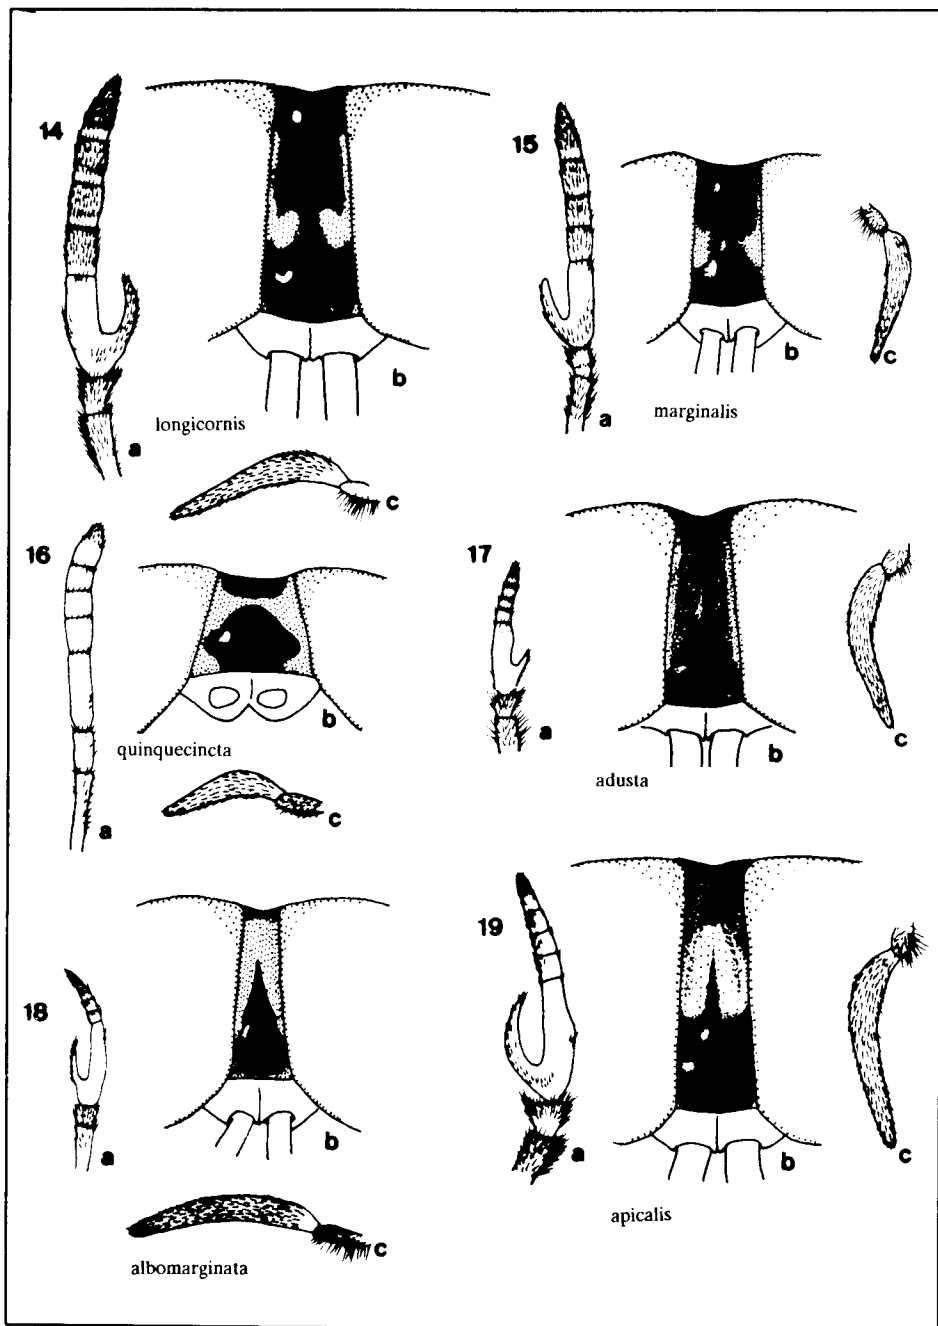 14
15
a
b
c
longicornis
a
b
marginalis
c
16
17
a
b
quinquecincta
c
a
b
adusta
c
18
19
a
b
albomarginata
c
a
b
apicalis
c